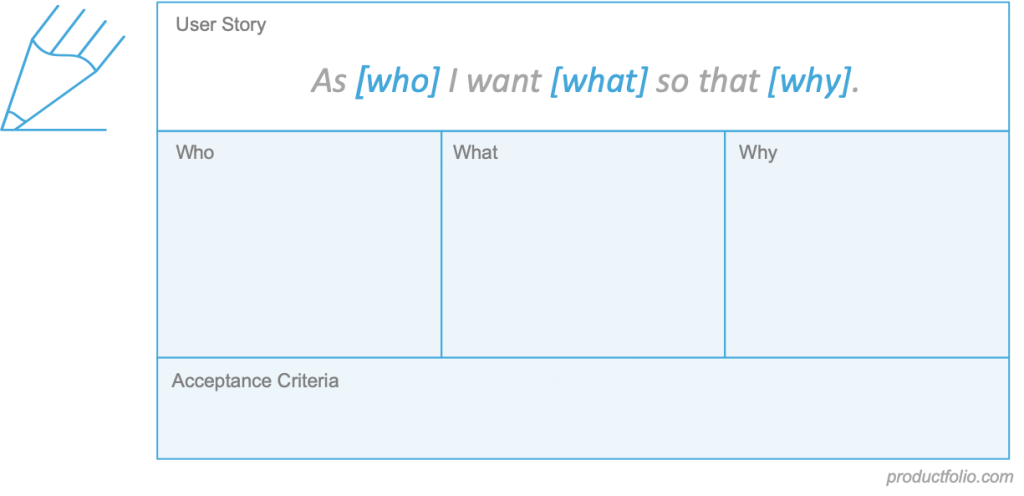 User Story
As [who] I want [what] so that [why].
Who
What
Why
Acceptance Criteria
productfolio.com